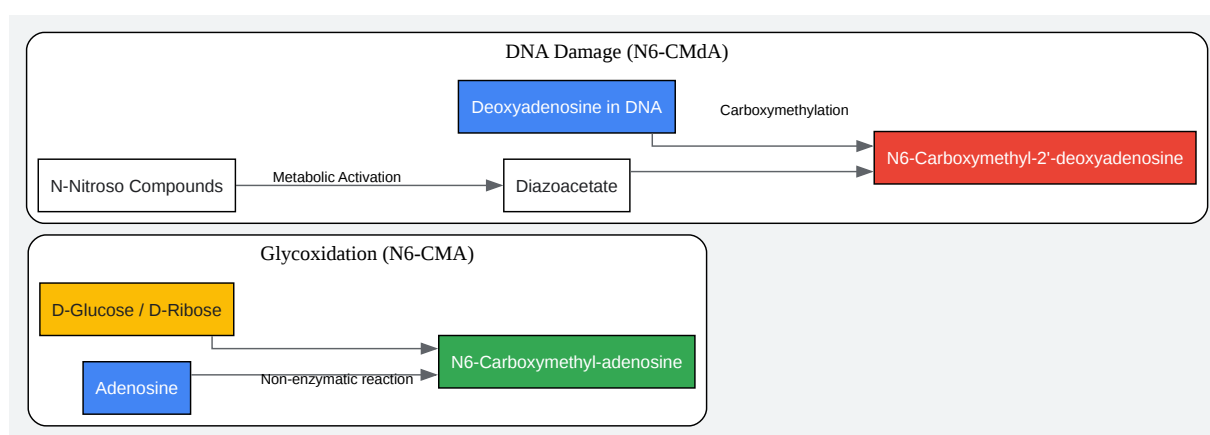 DNA Damage (N6-CMdA)
Deoxyadenosine in DNA
Carboxymethylation
N6-Carboxymethyl-2'-deoxyadenosine
N-Nitroso Compounds
Metabolic Activation
Diazoacetate
Glycoxidation (N6-CMA)
D-Glucose / D-Ribose
N6-Carboxymethyl-adenosine
Adenosine
Non-enzymatic reaction